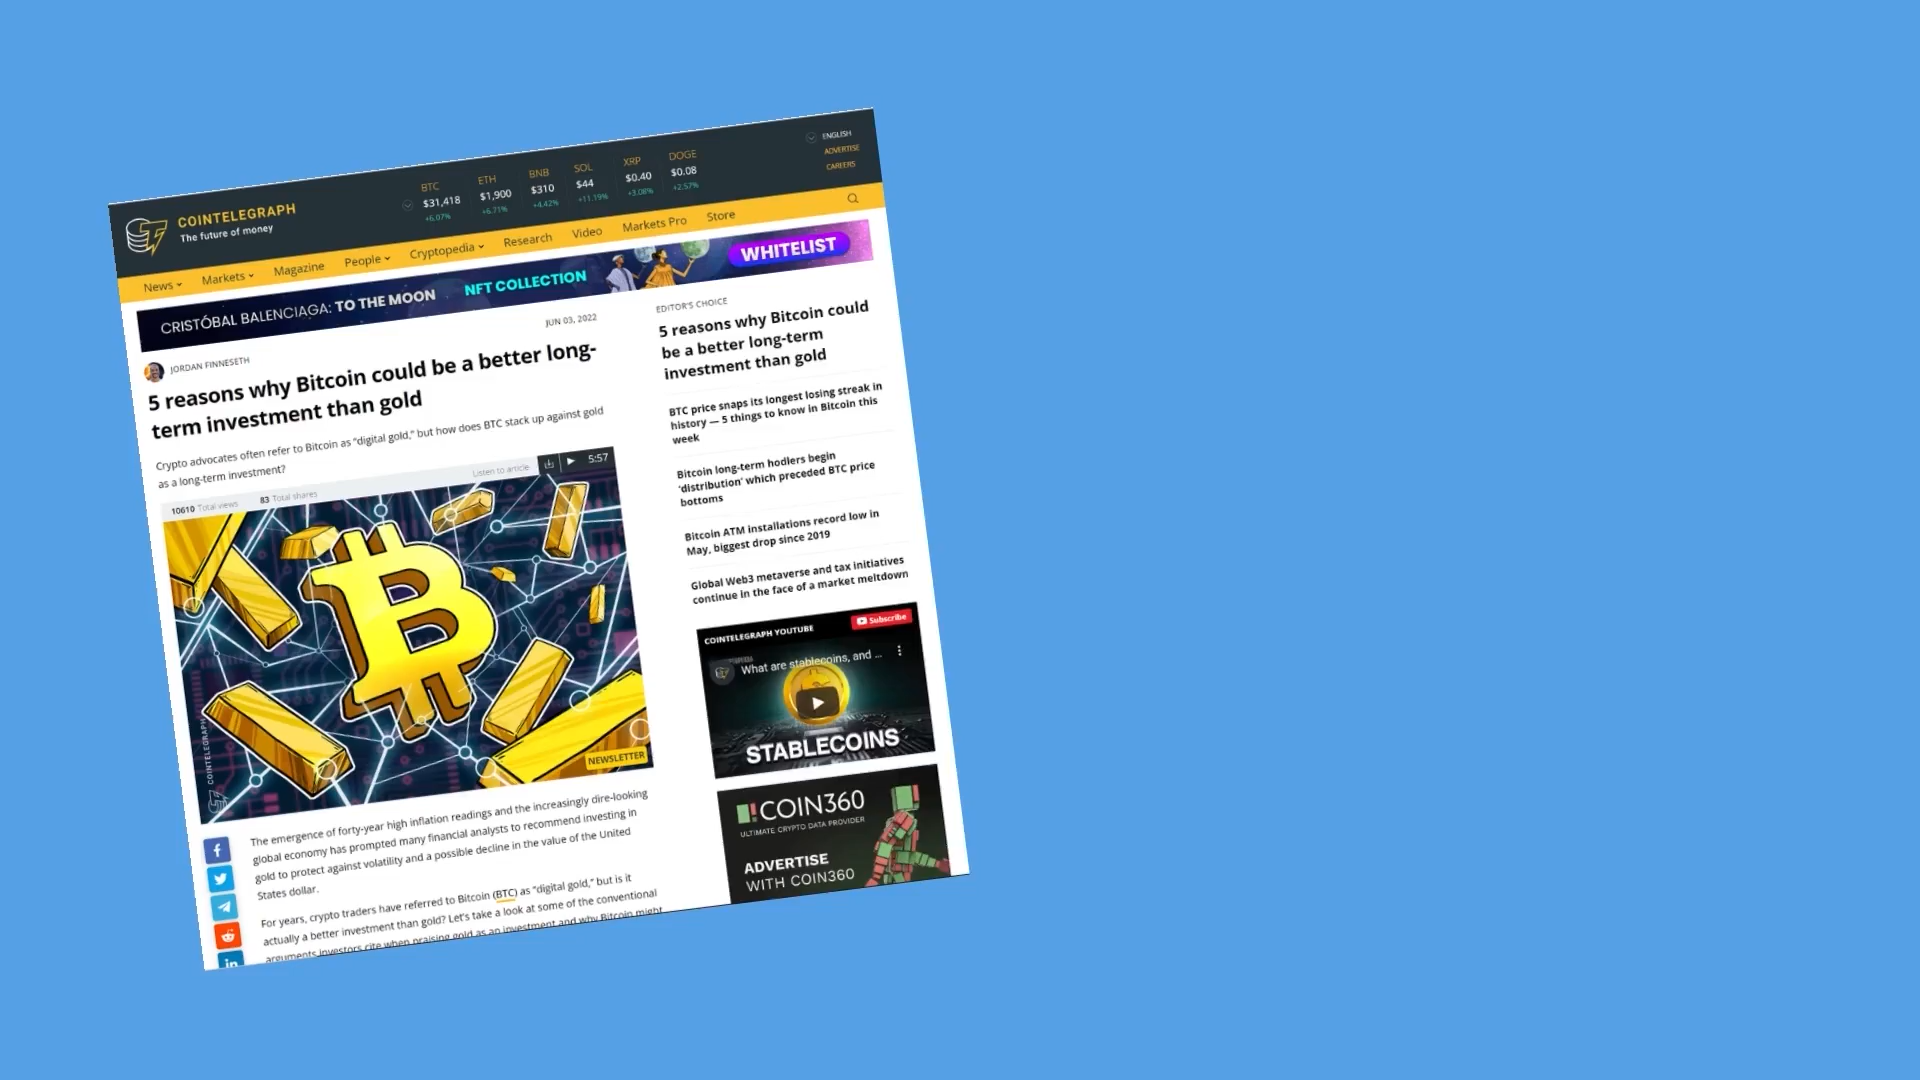 COINTELEGRAPH
The future of money
BTC
$31,418
+6.07%
ETH
$1,900
+6.71%
BNB
$310
+4.42%
SOL
$44
+11.19%
XRP
$0.40
+3.08%
DOGE
$0.08
+2.57%
ENGLISH
ADVERTISE
CAREERS
News Markets Magazine People Cryptopedia Research Video Markets Pro Store
CRISTÓBAL BALENCIAGA: TO THE MOON NFT COLLECTION WHITELIST
JORDAN FINNESETH
JUN 03, 2022
5 reasons why Bitcoin could be a better long-
term investment than gold
Crypto advocates often refer to Bitcoin as “digital gold,” but how does BTC stack up against gold
as a long-term investment?
10610 Total views 83 Total shares
Listen to article 5:57
COINTELEGRAPH
NEWSLETTER
The emergence of forty-year high inflation readings and the increasingly dire-looking
global economy has prompted many financial analysts to recommend investing in
gold to protect against volatility and a possible decline in the value of the United
States dollar.
For years, crypto traders have referred to Bitcoin (BTC) as “digital gold,” but is it
actually a better investment than gold? Let’s take a look at some of the conventional
arguments investors cite when praising gold as an investment and why Bitcoin might
EDITOR'S CHOICE
5 reasons why Bitcoin could
be a better long-term
investment than gold
BTC price snaps its longest losing streak in
history — 5 things to know in Bitcoin this
week
Bitcoin long-term hodlers begin
‘distribution’ which preceded BTC price
bottoms
Bitcoin ATM installations record low in
May, biggest drop since 2019
Global Web3 metaverse and tax initiatives
continue in the face of a market meltdown
COINTELEGRAPH YOUTUBE
Subscribe
What are stablecoins, and ...
STABLECOINS
COIN360
ULTIMATE CRYPTO DATA PROVIDER
ADVERTISE
WITH COIN360